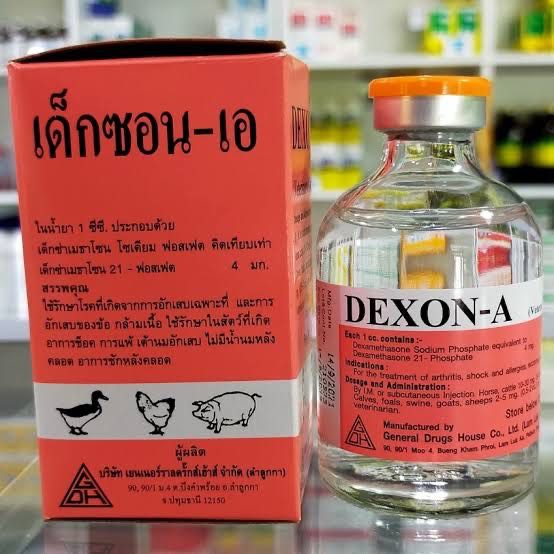 เด็กซอน-เอ
ในน้ำยา 1 ซีซี. ประกอบด้วย
เด็กซ่าเมธาโซน โซเดียม ฟอสเฟต คิดเทียบเท่า
เด็กซ่าเมธาโซน 21 - ฟอสเฟต 4 มก.
สรรพคุณ
ใช้รักษาโรคที่เกิดจากการอักเสบเฉพาะที่ และการ
อักเสบของข้อ กล้ามเนื้อ ใช้รักษาในสัตว์ที่เกิด
อาการช็อค การแพ้ เต้านมอักเสบ ไม่มีน้ำนมหลัง
คลอด อาการชักหลังคลอด
ผู้ผลิต
GDH
บริษัท เยนเนอร์ราลดรั๊กส์เฮ้าส์ จำกัด (ลำลูกกา)
90, 90/1 ม.4 ต.บึงคำพร้อย อ.ลำลูกกา
จ.ปทุมธานี 12150
DEXON-A
Each 1 cc. contains :-
Dexamethasone Sodium Phosphate equivalent to
Dexamethasone 21- Phosphate 4 mg.
Indications :
For the treatment of arthritis, shock and allergies,
Dosage and Administration :
By I.M. or subcutaneous Injection. Horse, cattle 10-30
Calves, foals, swine, goats, sheeps 2-5 mg.
veterinarian.
Store below
Manufactured by
General Drugs House Co., Ltd.
90, 90/1 Moo 4, Bueng Kham Phroi,
GDH